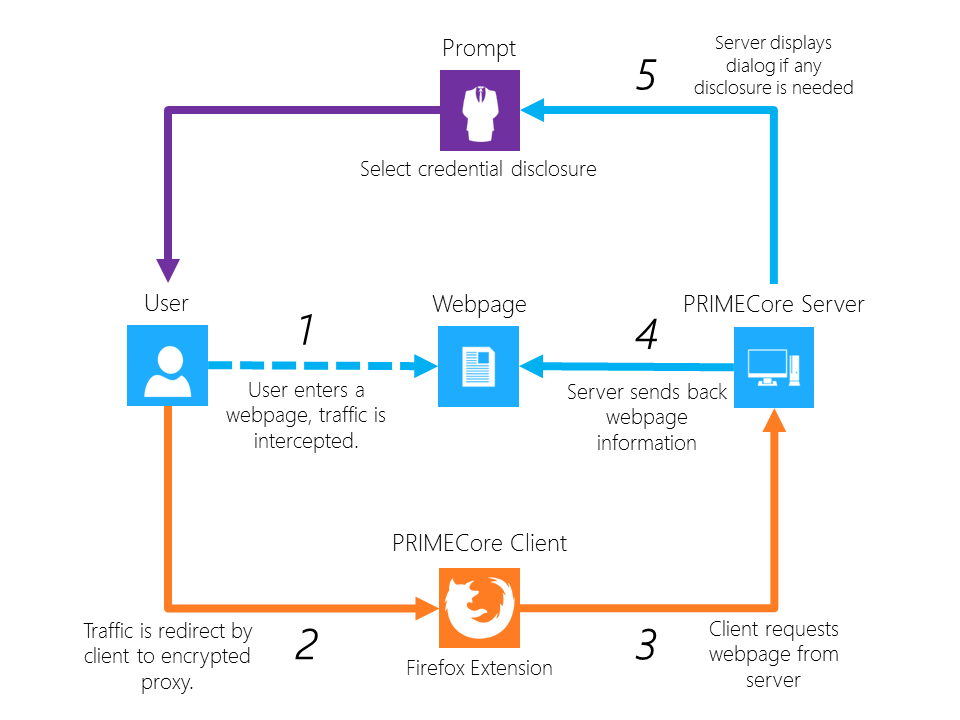 Prompt
5
Server displays
dialog if any
disclosure is needed
Select credential disclosure
User
Webpage
PRIMECore Server
1
4
User enters a
webpage, traffic is
intercepted.
Server sends back
webpage
information
PRIMECore Client
Traffic is redirect by
client to encrypted
proxy.
2
Firefox Extension
3
Client requests
webpage from
server